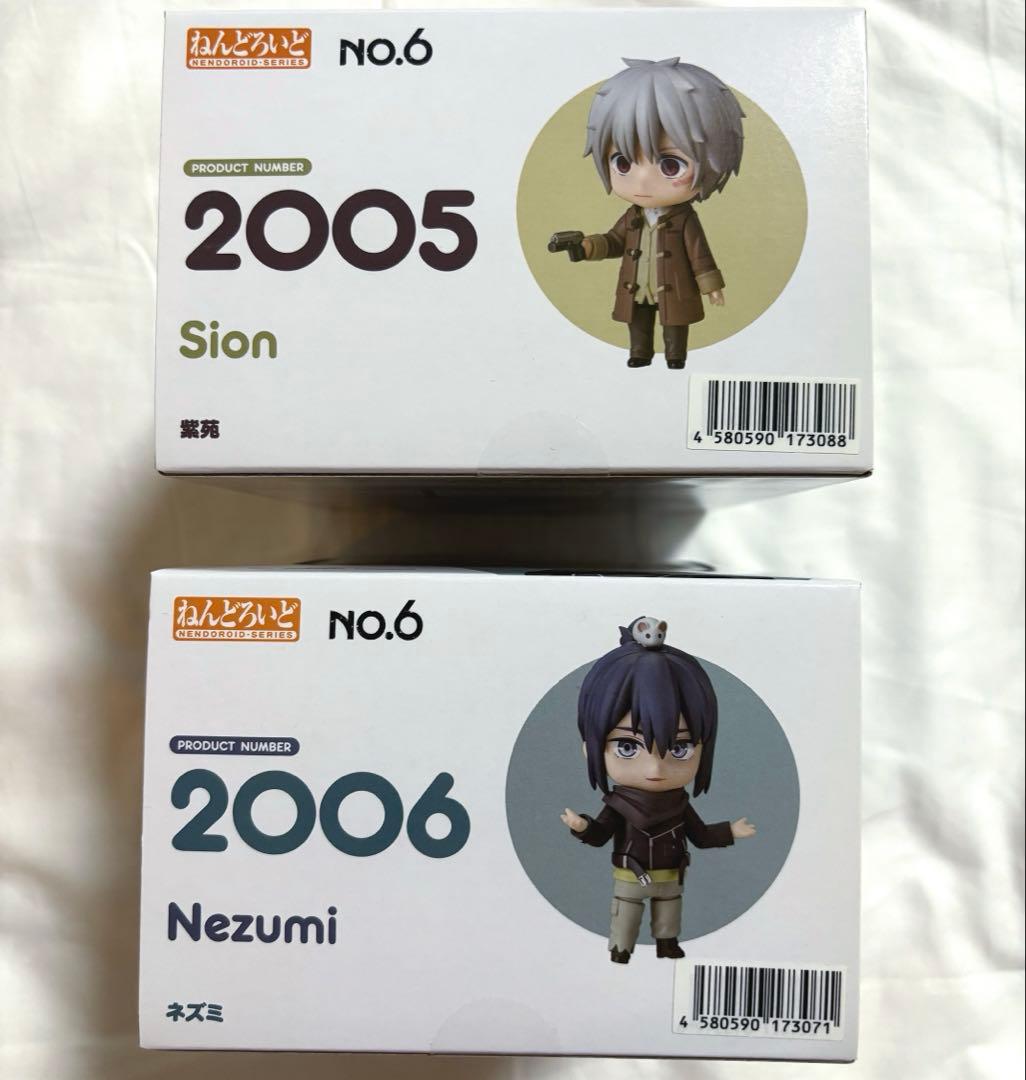 ねんどろいど
NENDOROID·SERIES
NO.6
PRODUCT NUMBER
2005
Sion
紫苑
4 580590 173088
ねんどろいど
NENDOROID·SERIES
NO.6
PRODUCT NUMBER
2006
Nezumi
ネズミ
4 580590 173071